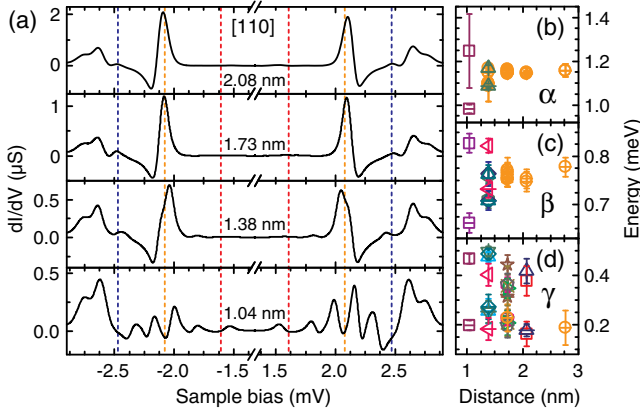 (a)
[110]
2
0
2.08 nm
1
0
1.73 nm
0.5
0.0
1.38 nm
0.5
0.0
1.04 nm
-2.5 -2.0 -1.5 1.5 2.0 2.5
Sample bias (mV)
dI/dV (µS)
(b)
α
1.4
1.2
1.0
(c)
β
0.8
0.7
(d)
γ
0.4
0.2
Energy (meV)
1 2 3
Distance (nm)